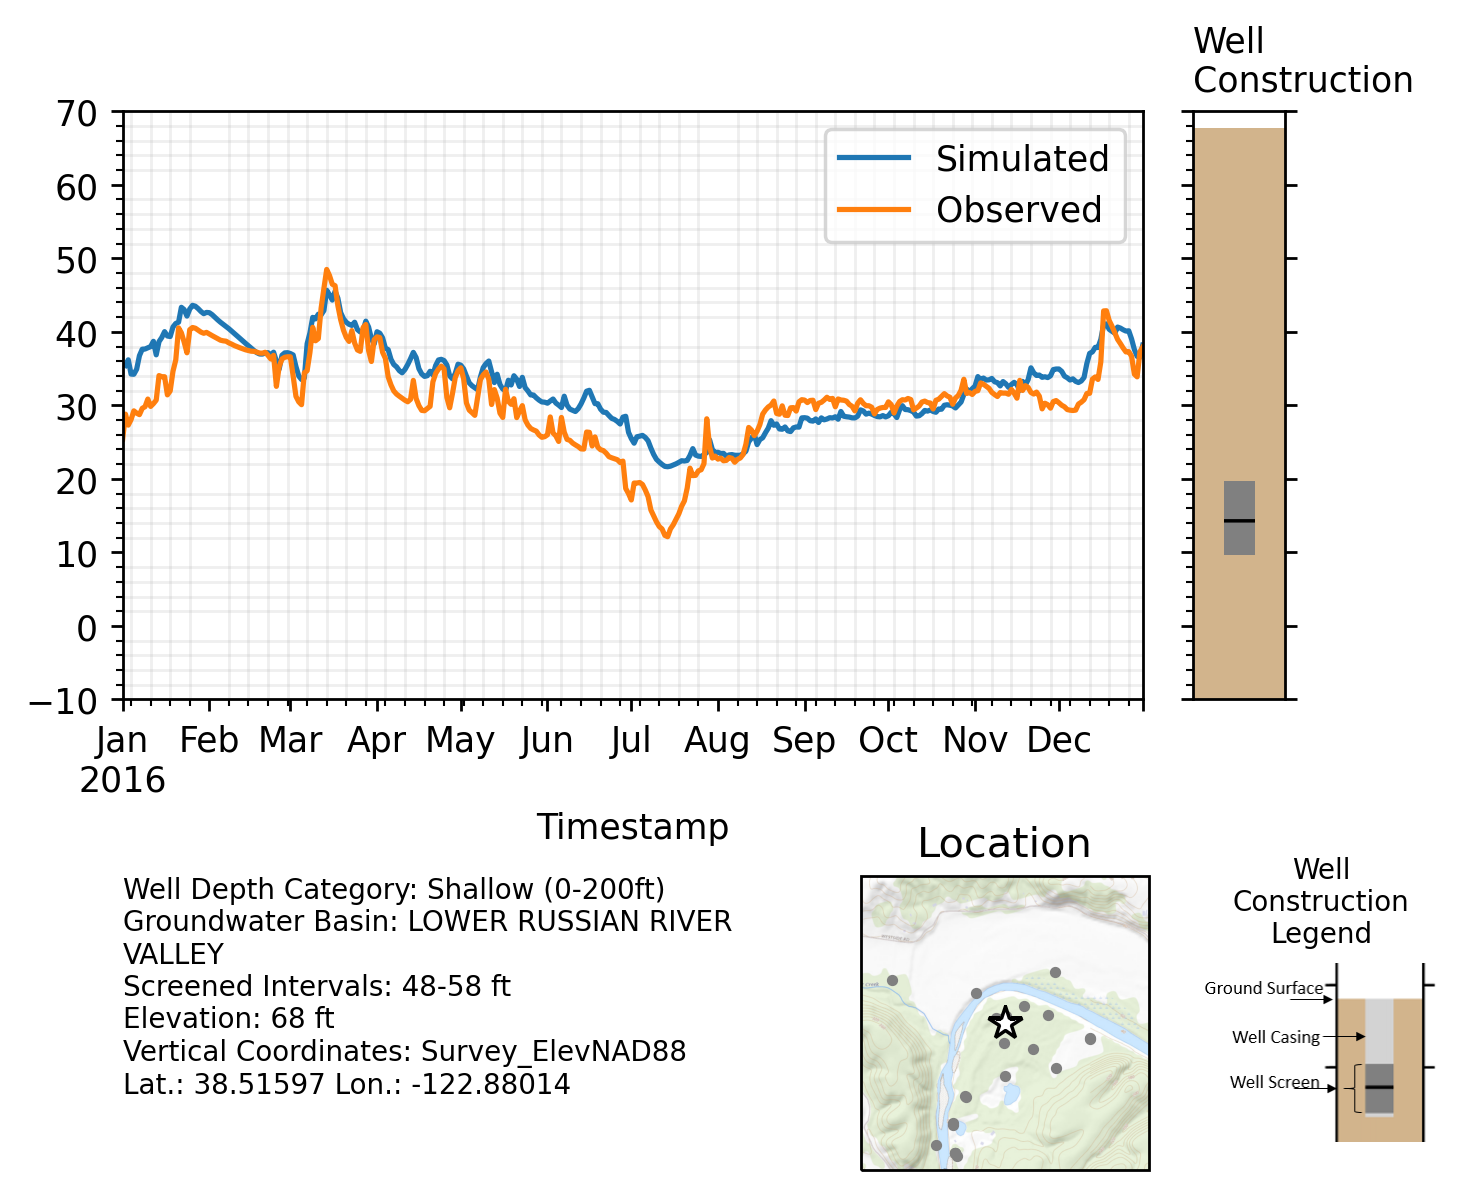 Well
Construction
70
60
50
40
30
20
10
0
−10
Simulated
Observed
Jan Feb Mar Apr May Jun Jul Aug Sep Oct Nov Dec
2016
Timestamp
Well Depth Category: Shallow (0-200ft)
Groundwater Basin: LOWER RUSSIAN RIVER
VALLEY
Screened Intervals: 48-58 ft
Elevation: 68 ft
Vertical Coordinates: Survey_ElevNAD88
Lat.: 38.51597 Lon.: -122.88014
Location
Well
Construction
Legend
Ground Surface
Well Casing
Well Screen